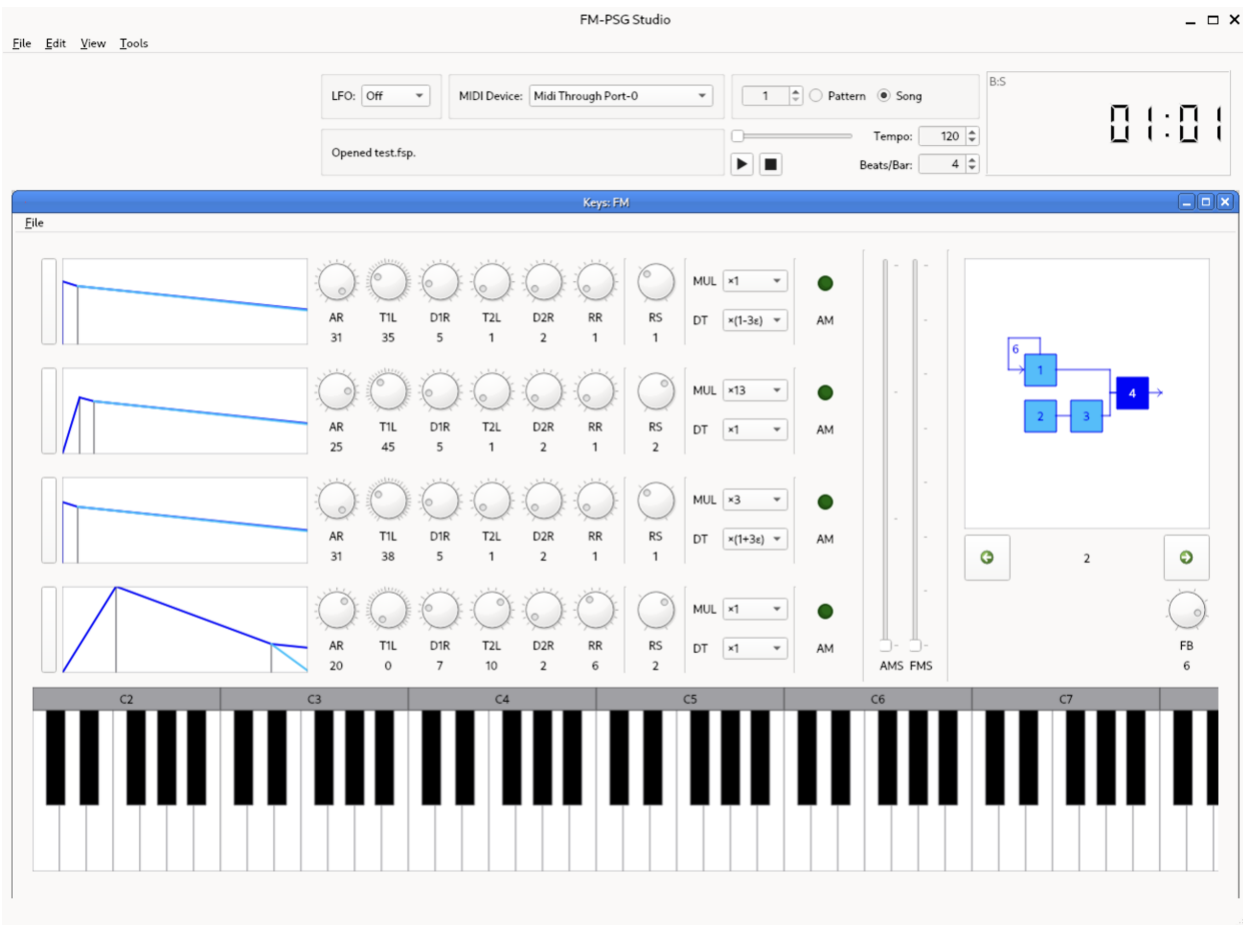 FM-PSG Studio
File Edit View Tools
LFO: Off MIDI Device: Midi Through Port-0 1 Pattern Song
B:S
01:01
Opened test.fsp.
Tempo: 120
Beats/Bar: 4
Keys: FM
File
MUL ×1
AR T1L D1R T2L D2R RR RS DT ×(1-3ε) AM
31 35 5 1 2 1 1
MUL ×13
AR T1L D1R T2L D2R RR RS DT ×1 AM
25 45 5 1 2 1 2
MUL ×3
AR T1L D1R T2L D2R RR RS DT ×(1+3ε) AM
31 38 5 1 2 1 1
MUL ×1
AR T1L D1R T2L D2R RR RS DT ×1 AM
20 0 7 10 2 6 2
AMS FMS
6
1
4
2 3
2
FB
6
C2 C3 C4 C5 C6 C7